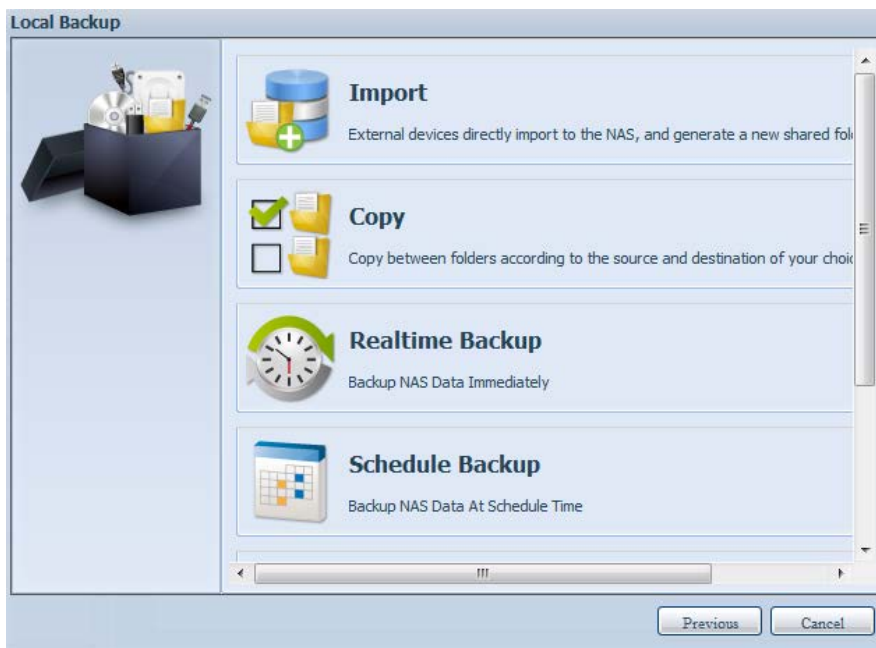 Local Backup
Import
External devices directly import to the NAS, and generate a new shared
Copy
Copy between folders according to the source and destination of your
Realtime Backup
Backup NAS Data Immediately
Schedule Backup
Backup NAS Data At Schedule Time
Previous
Cancel